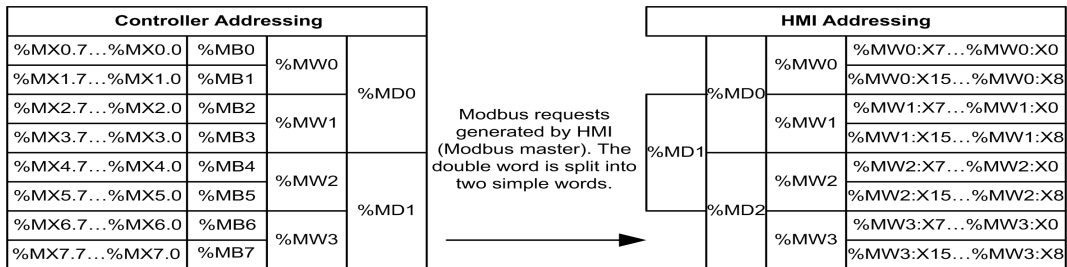 Controller Addressing
%MX0.7...%MX0.0 %MB0 %MW0 %MD0
%MX1.7...%MX1.0 %MB1
%MX2.7...%MX2.0 %MB2 %MW1
%MX3.7...%MX3.0 %MB3
%MX4.7...%MX4.0 %MB4 %MW2 %MD1
%MX5.7...%MX5.0 %MB5
%MX6.7...%MX6.0 %MB6 %MW3
%MX7.7...%MX7.0 %MB7
Modbus requests
generated by HMI
(Modbus master). The
double word is split into
two simple words.
HMI Addressing
%MD0 %MW0 %MW0:X7...%MW0:X0
%MW0:X15...%MW0:X8
%MD1 %MW1 %MW1:X7...%MW1:X0
%MW1:X15...%MW1:X8
%MD2 %MW2 %MW2:X7...%MW2:X0
%MW2:X15...%MW2:X8
%MW3 %MW3:X7...%MW3:X0
%MW3:X15...%MW3:X8